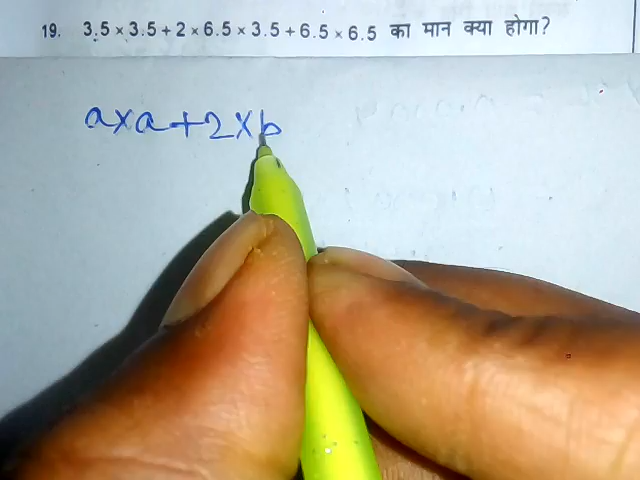 19. 3.5 × 3.5 + 2 × 6.5 × 3.5 + 6.5 × 6.5 का मान क्या होगा?
a×a+2×b